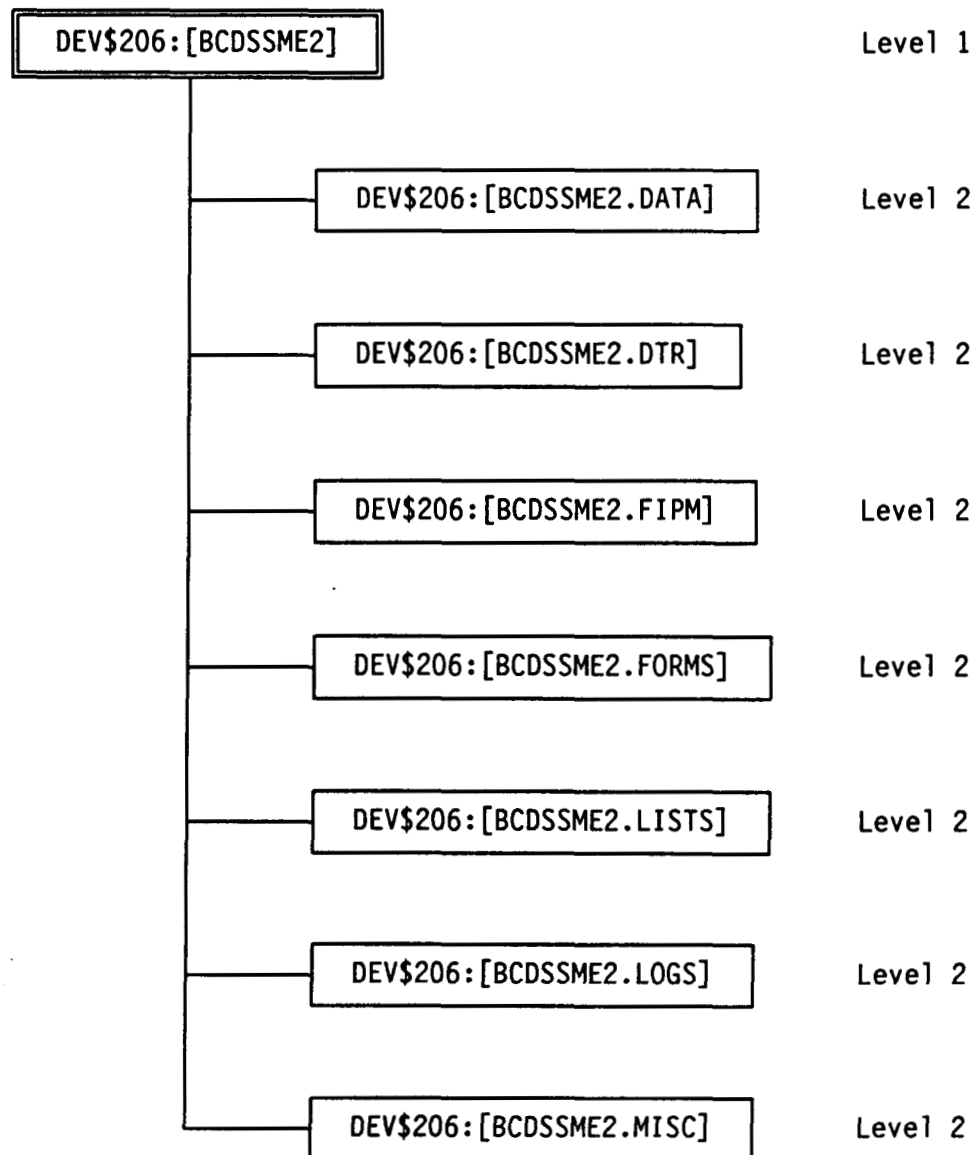 DEV$206:[BCDSSME2] Level 1
DEV$206:[BCDSSME2.DATA] Level 2
DEV$206:[BCDSSME2.DTR] Level 2
DEV$206:[BCDSSME2.FIPM] Level 2
DEV$206:[BCDSSME2.FORMS] Level 2
DEV$206:[BCDSSME2.LISTS] Level 2
DEV$206:[BCDSSME2.LOGS] Level 2
DEV$206:[BCDSSME2.MISC] Level 2